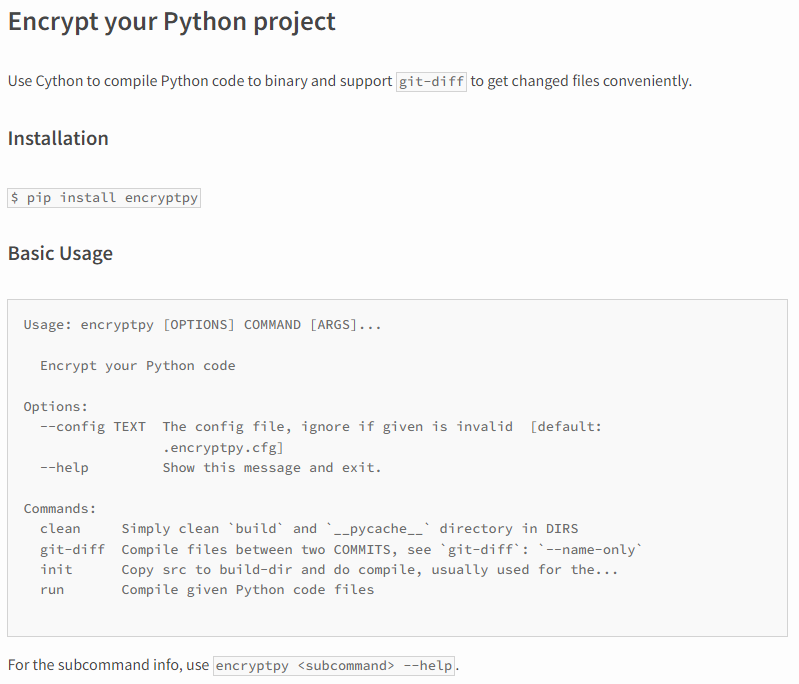 Encrypt your Python project
Use Cython to compile Python code to binary and support git-diff to get changed files conveniently.
Installation
$ pip install encryptpy
Basic Usage
Usage: encryptpy [OPTIONS] COMMAND [ARGS]...
Encrypt your Python code
Options:
--config TEXT  The config file, ignore if given is invalid  [default:
.encryptpy.cfg]
--help         Show this message and exit.
Commands:
clean     Simply clean `build` and `__pycache__` directory in DIRS
git-diff  Compile files between two COMMITS, see `git-diff`: `--name-only`
init      Copy src to build-dir and do compile, usually used for the...
run       Compile given Python code files
For the subcommand info, use encryptpy <subcommand> --help.